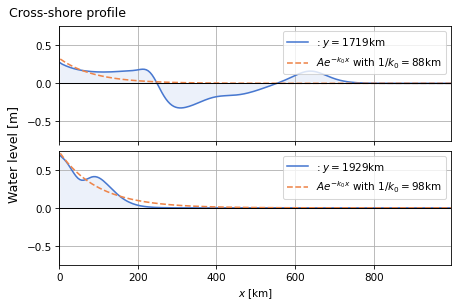 Cross-shore profile
Water level [m]
0.5
0.0
−0.5
: y = 1719km
Ae^{−k₀x} with 1/k₀ = 88km
0.5
0.0
−0.5
: y = 1929km
Ae^{−k₀x} with 1/k₀ = 98km
0 200 400 600 800
x [km]